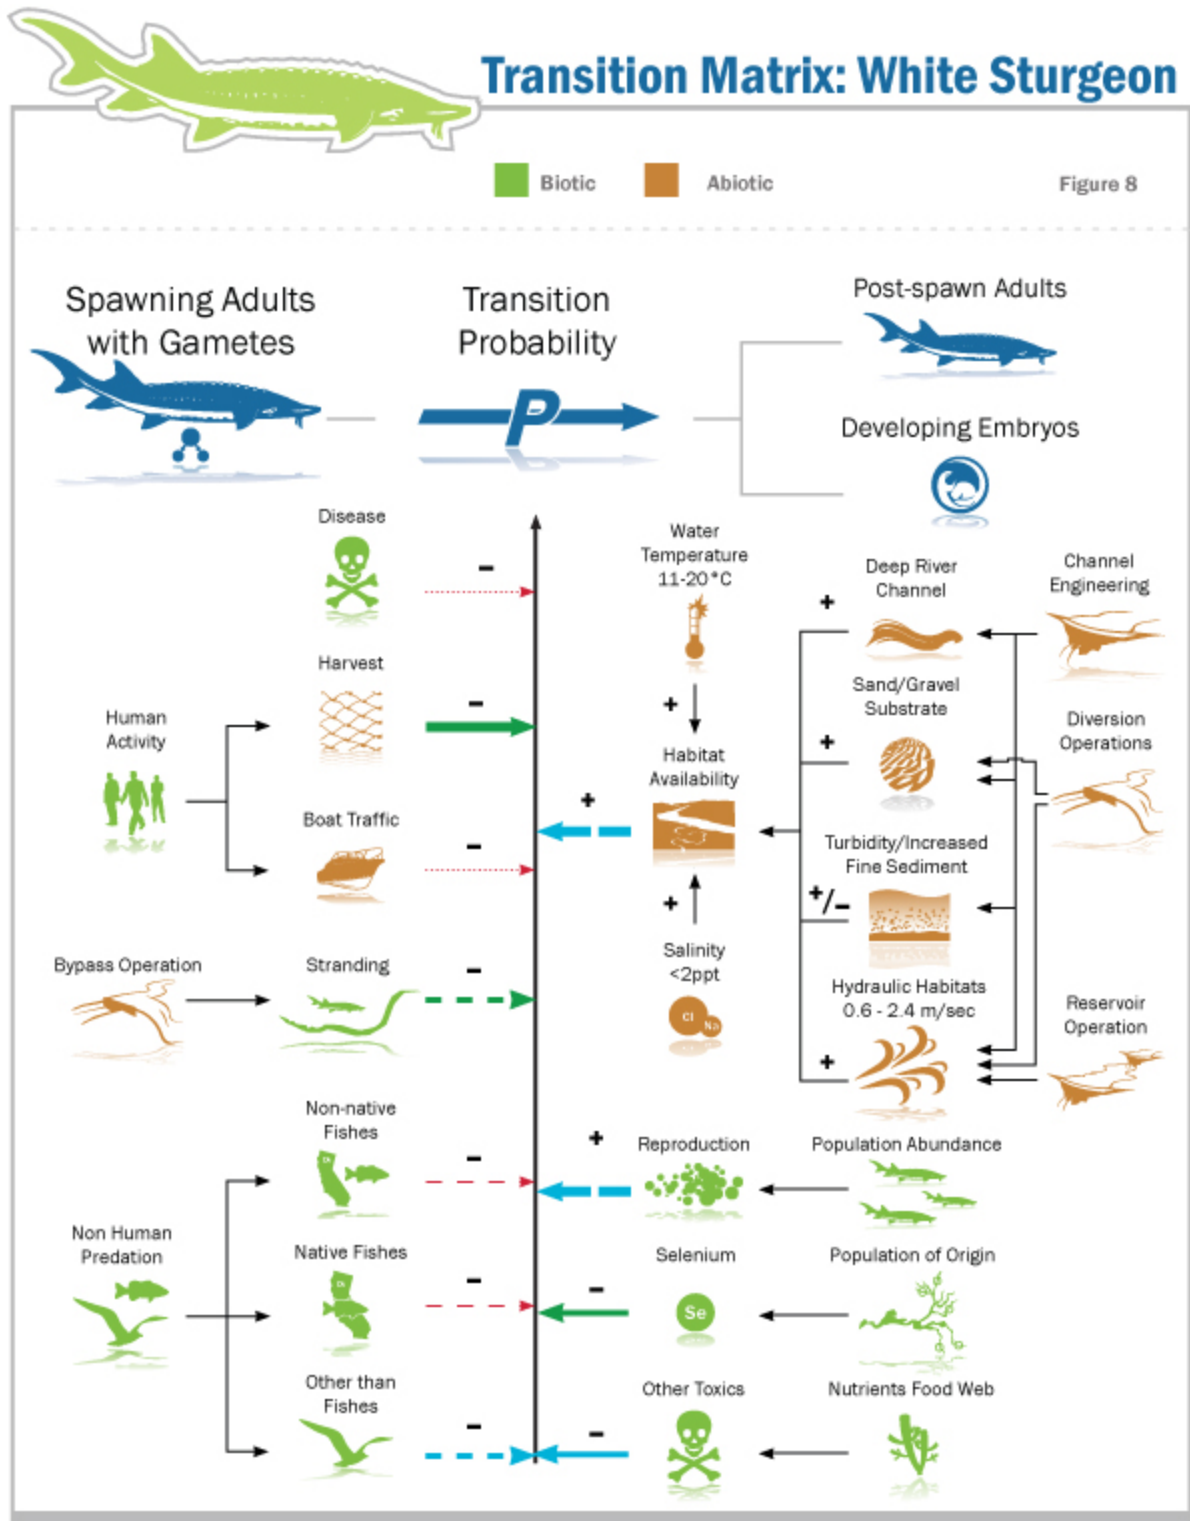 Transition Matrix: White Sturgeon
Biotic
Abiotic
Figure 8
Spawning Adults
with Gametes
Transition
Probability
P
Post-spawn Adults
Developing Embryos
Disease
-
Water
Temperature
11-20°C
+
Deep River
Channel
+
Channel
Engineering
Harvest
-
Human
Activity
Boat Traffic
-
Habitat
Availability
+
Sand/Gravel
Substrate
+
Diversion
Operations
Turbidity/Increased
Fine Sediment
+/-
Bypass Operation
Stranding
-
+
Salinity
<2ppt
Cl
Na
Hydraulic Habitats
0.6 - 2.4 m/sec
+
Reservoir
Operation
Non-native
Fishes
-
+
Reproduction
Population Abundance
Non Human
Predation
Native Fishes
-
Selenium
-
Se
Population of Origin
Other than
Fishes
-
Other Toxics
-
Nutrients Food Web